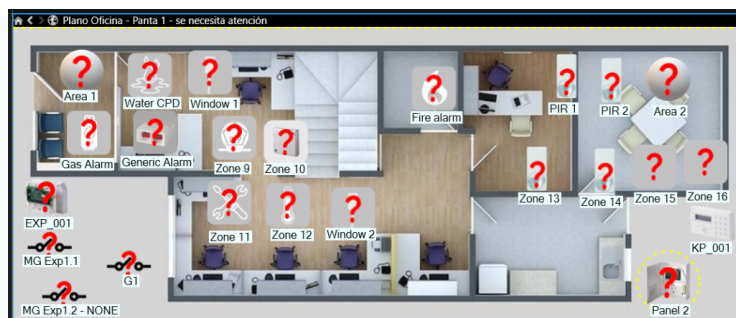 Plano Oficina - Panta 1 - se necesita atención
Area 1
Water CPD
Window 1
Fire alarm
PIR 1
PIR 2
Area 2
Gas Alarm
Generic Alarm
Zone 9
Zone 10
Zone 13
Zone 14
Zone 15
Zone 16
EXP_001
Zone 11
Zone 12
Window 2
KP_001
MG Exp1.1
G1
MG Exp1.2 - NONE
Panel 2